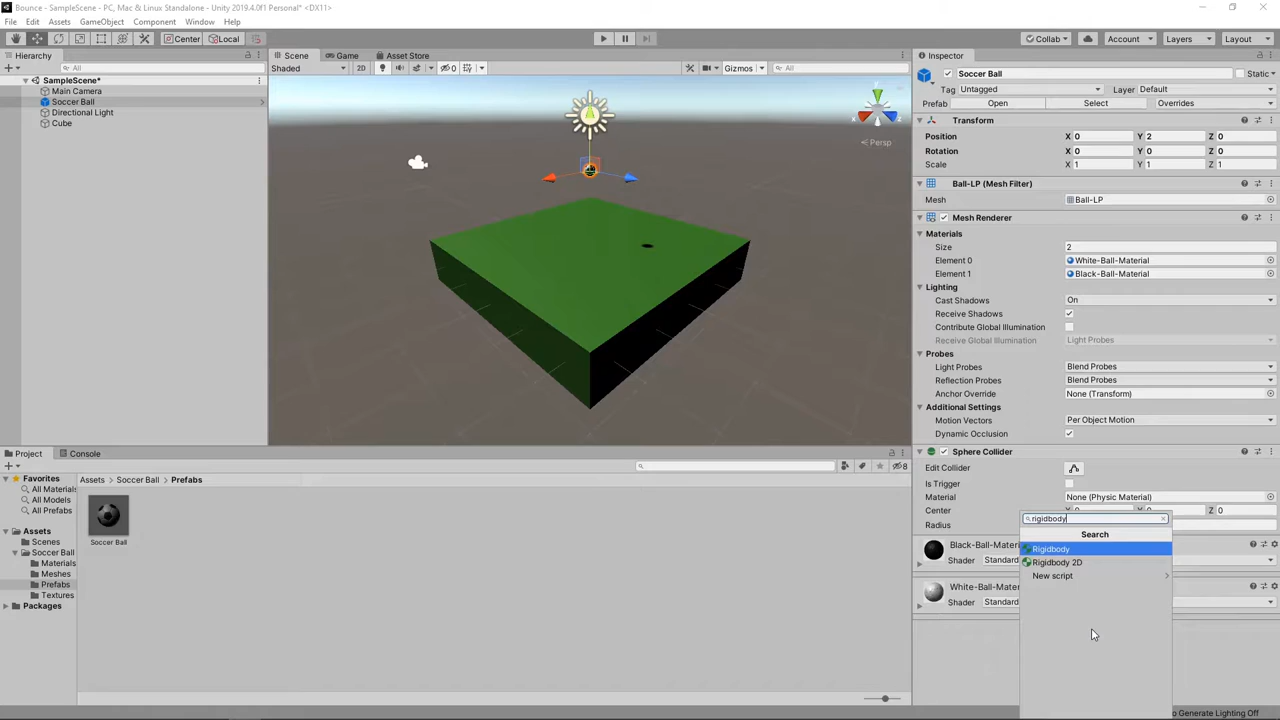 Bounce - SampleScene - PC, Mac & Linux Standalone - Unity 2019.4.0f1 Personal* <DX11>
File Edit Assets GameObject Component Window Help
Center Local Collab Account Layers Layout
Hierarchy
All
SampleScene*
Main Camera
Soccer Ball
Directional Light
Cube
Scene Game Asset Store
Shaded 2D 0 Gizmos All
Persp
Inspector
Soccer Ball Static
Tag Untagged Layer Default
Prefab Open Select Overrides
Transform
Position X 0 Y 2 Z 0
Rotation X 0 Y 0 Z 0
Scale X 1 Y 1 Z 1
Ball-LP (Mesh Filter)
Mesh Ball-LP
Mesh Renderer
Materials
Size 2
Element 0 White-Ball-Material
Element 1 Black-Ball-Material
Lighting
Cast Shadows On
Receive Shadows
Contribute Global Illumination
Receive Global Illumination Light Probes
Probes
Light Probes Blend Probes
Reflection Probes Blend Probes
Anchor Override None (Transform)
Additional Settings
Motion Vectors Per Object Motion
Dynamic Occlusion
Sphere Collider
Edit Collider
Is Trigger
Material None (Physic Material)
Center Z 0
Radius
Black-Ball-Mater
Shader Standard
White-Ball-Mate
Shader Standard
rigidbody
Search
Rigidbody
Rigidbody 2D
New script
Generate Lighting Off
Project Console
8
Favorites
All Materials
All Models
All Prefabs
Assets
Scenes
Soccer Ball
Materials
Meshes
Prefabs
Textures
Packages
Assets > Soccer Ball > Prefabs
Soccer Ball